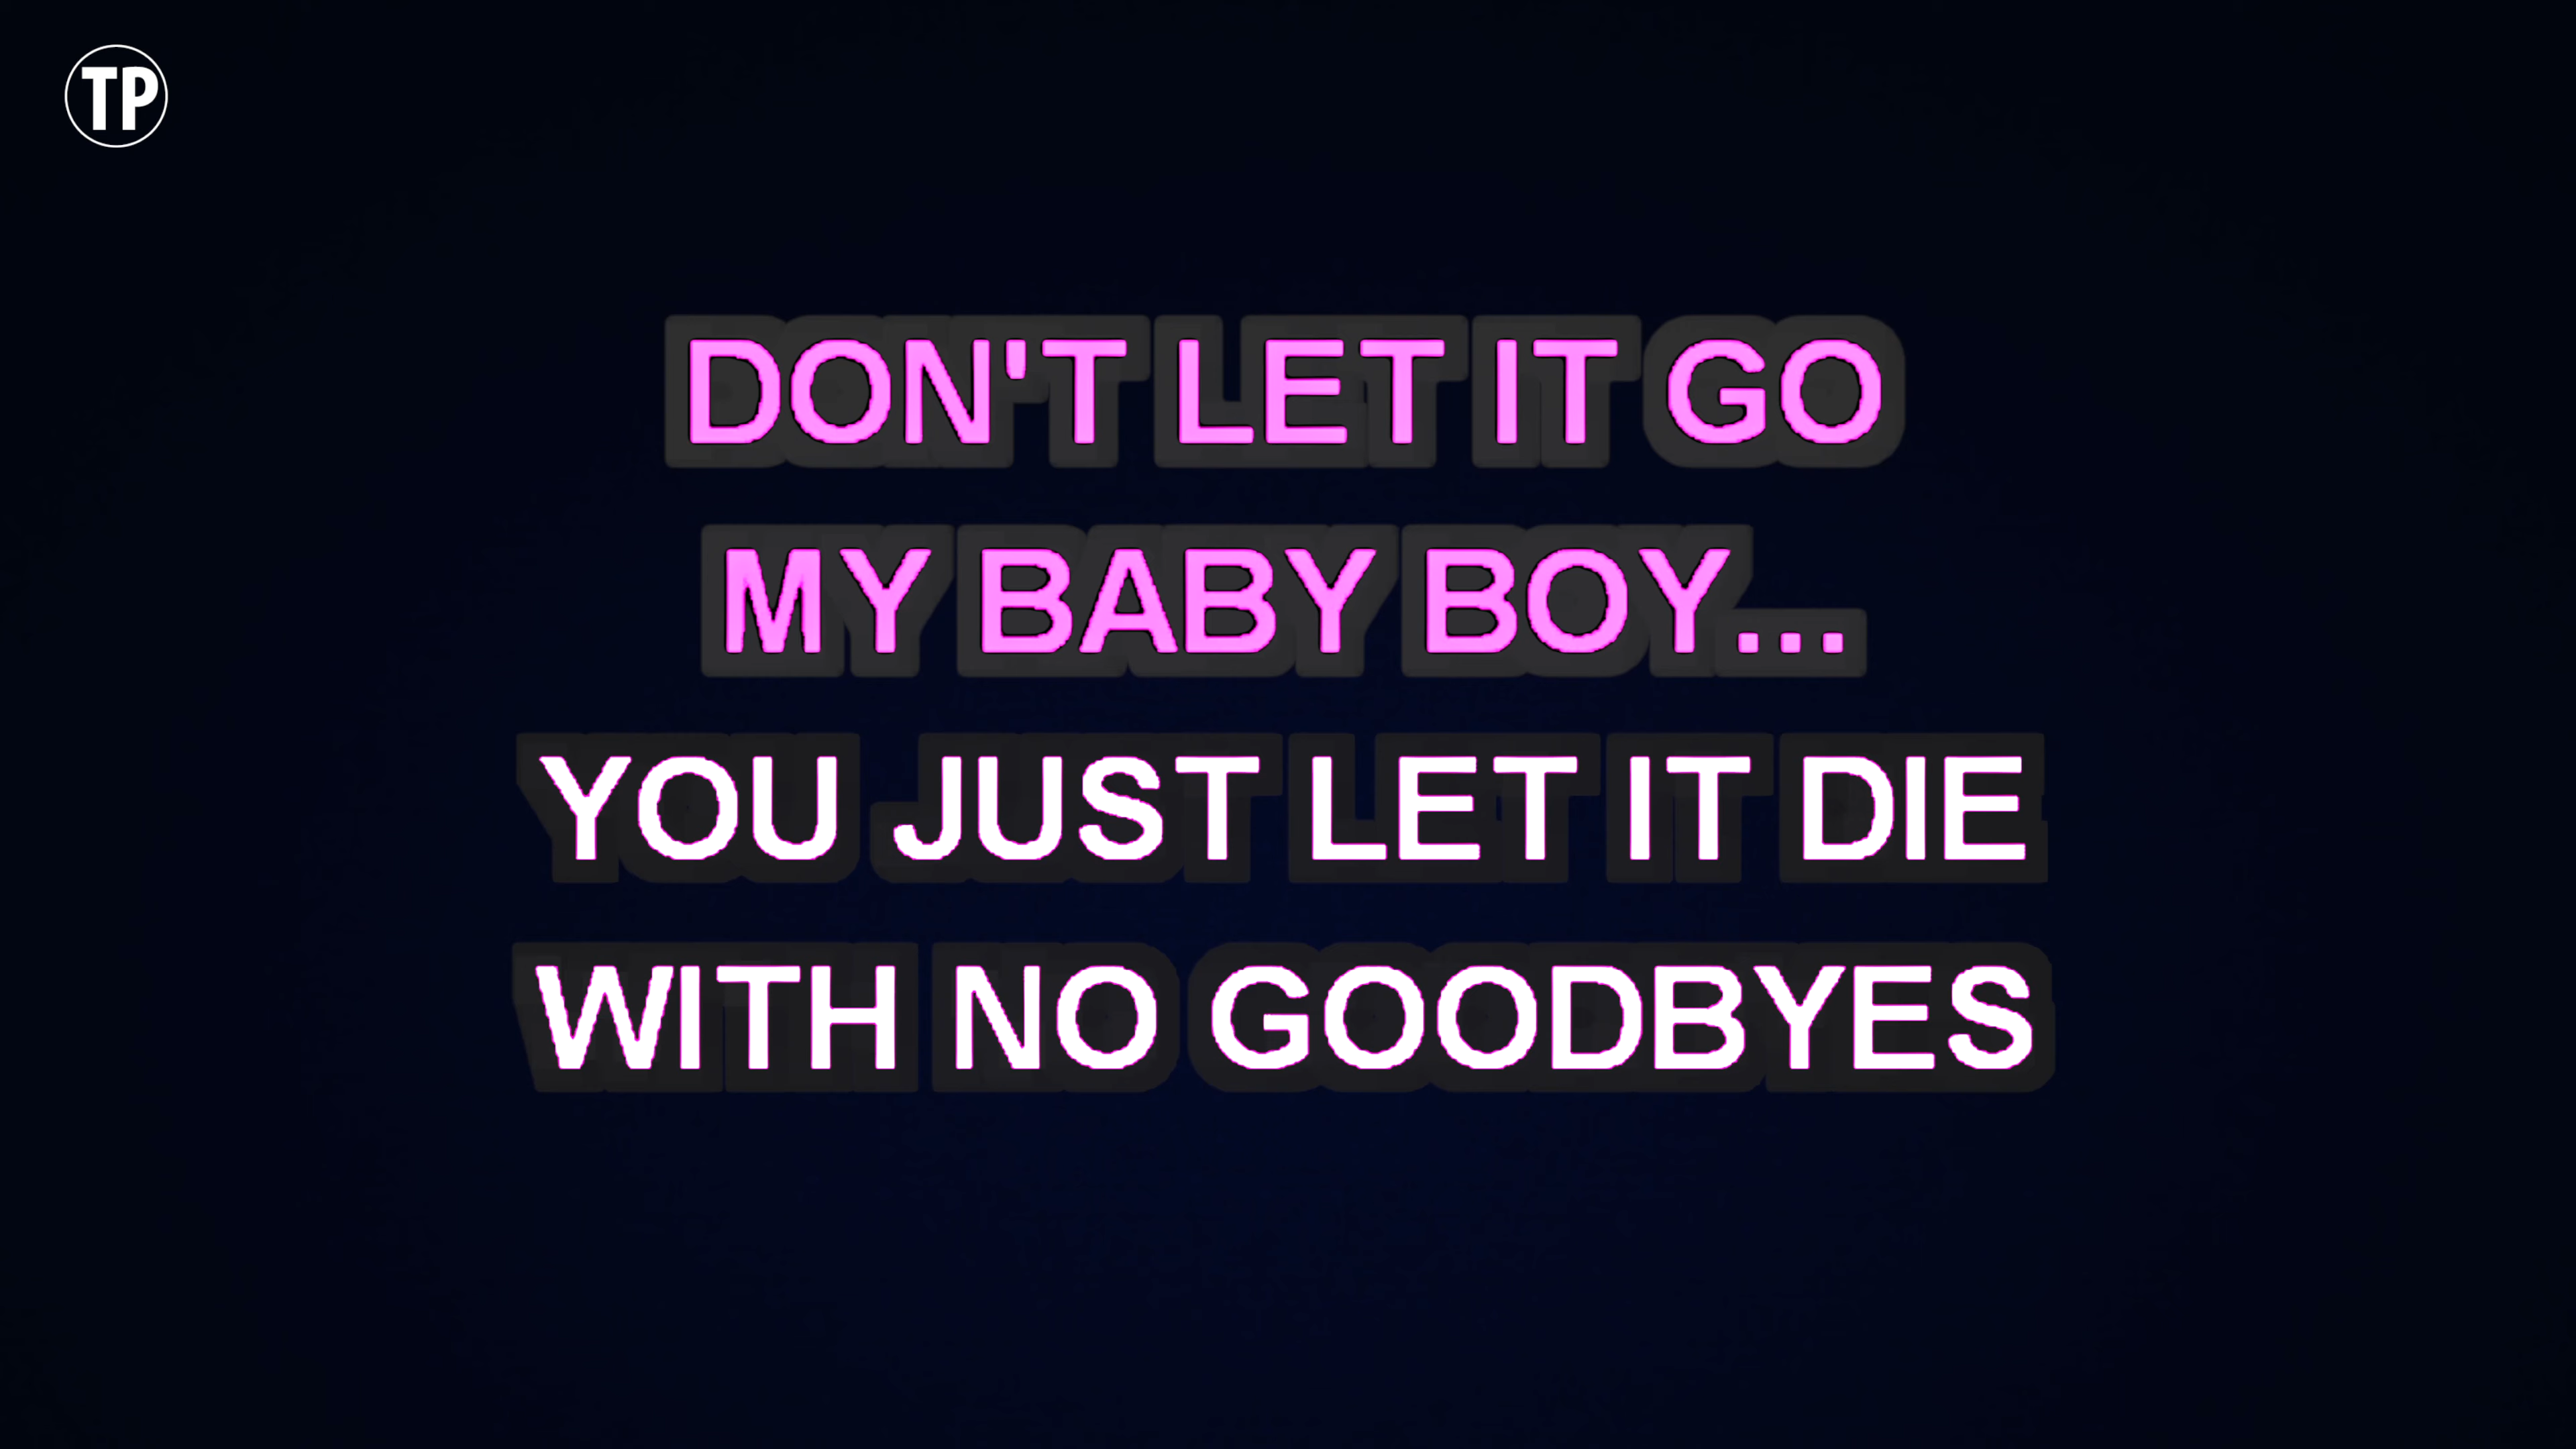 TP
DON'T LET IT GO
MY BABY BOY...
YOU JUST LET IT DIE
WITH NO GOODBYES